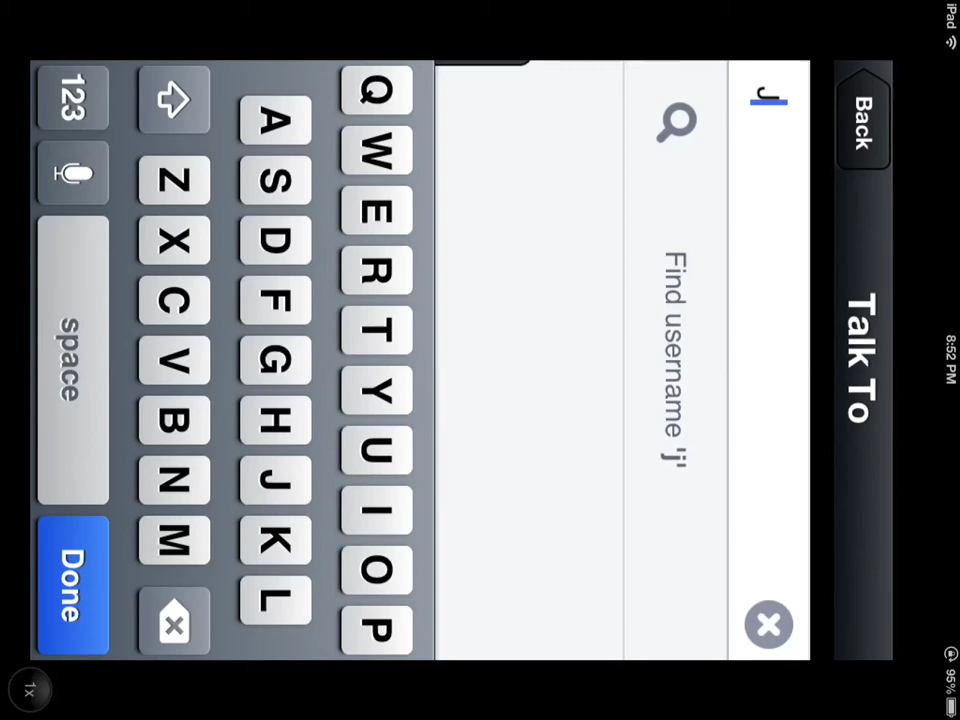 iPad 8:52 PM 95%
Back Talk To
J
Find username 'j'
Q W E R T Y U I O P
A S D F G H J K L
Z X C V B N M
123 space Done
1x